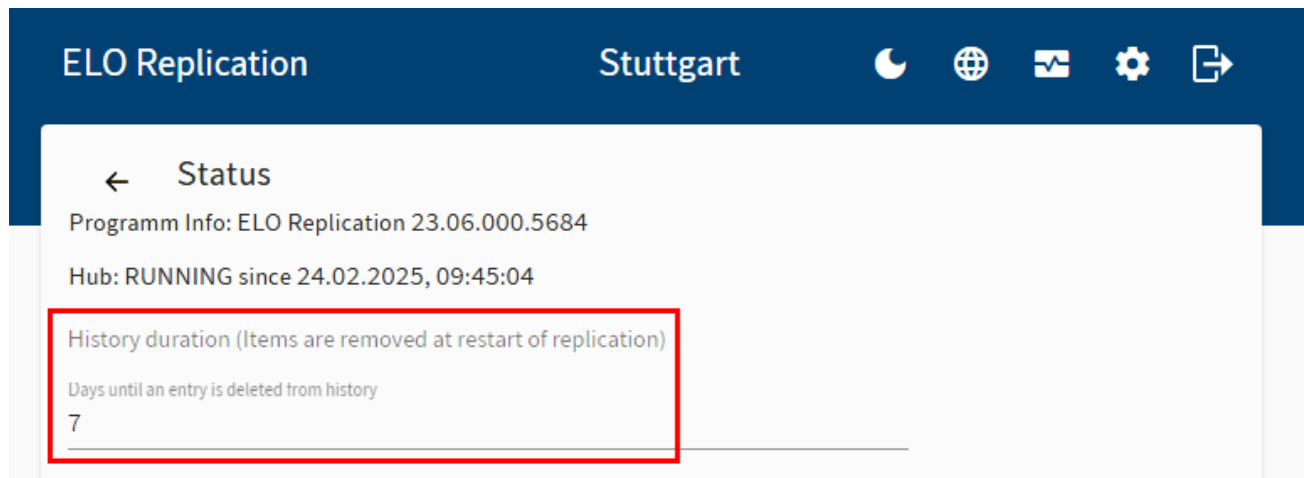 ELO Replication Stuttgart
Status
Programm Info: ELO Replication 23.06.000.5684
Hub: RUNNING since 24.02.2025, 09:45:04
History duration (Items are removed at restart of replication)
Days until an entry is deleted from history
7